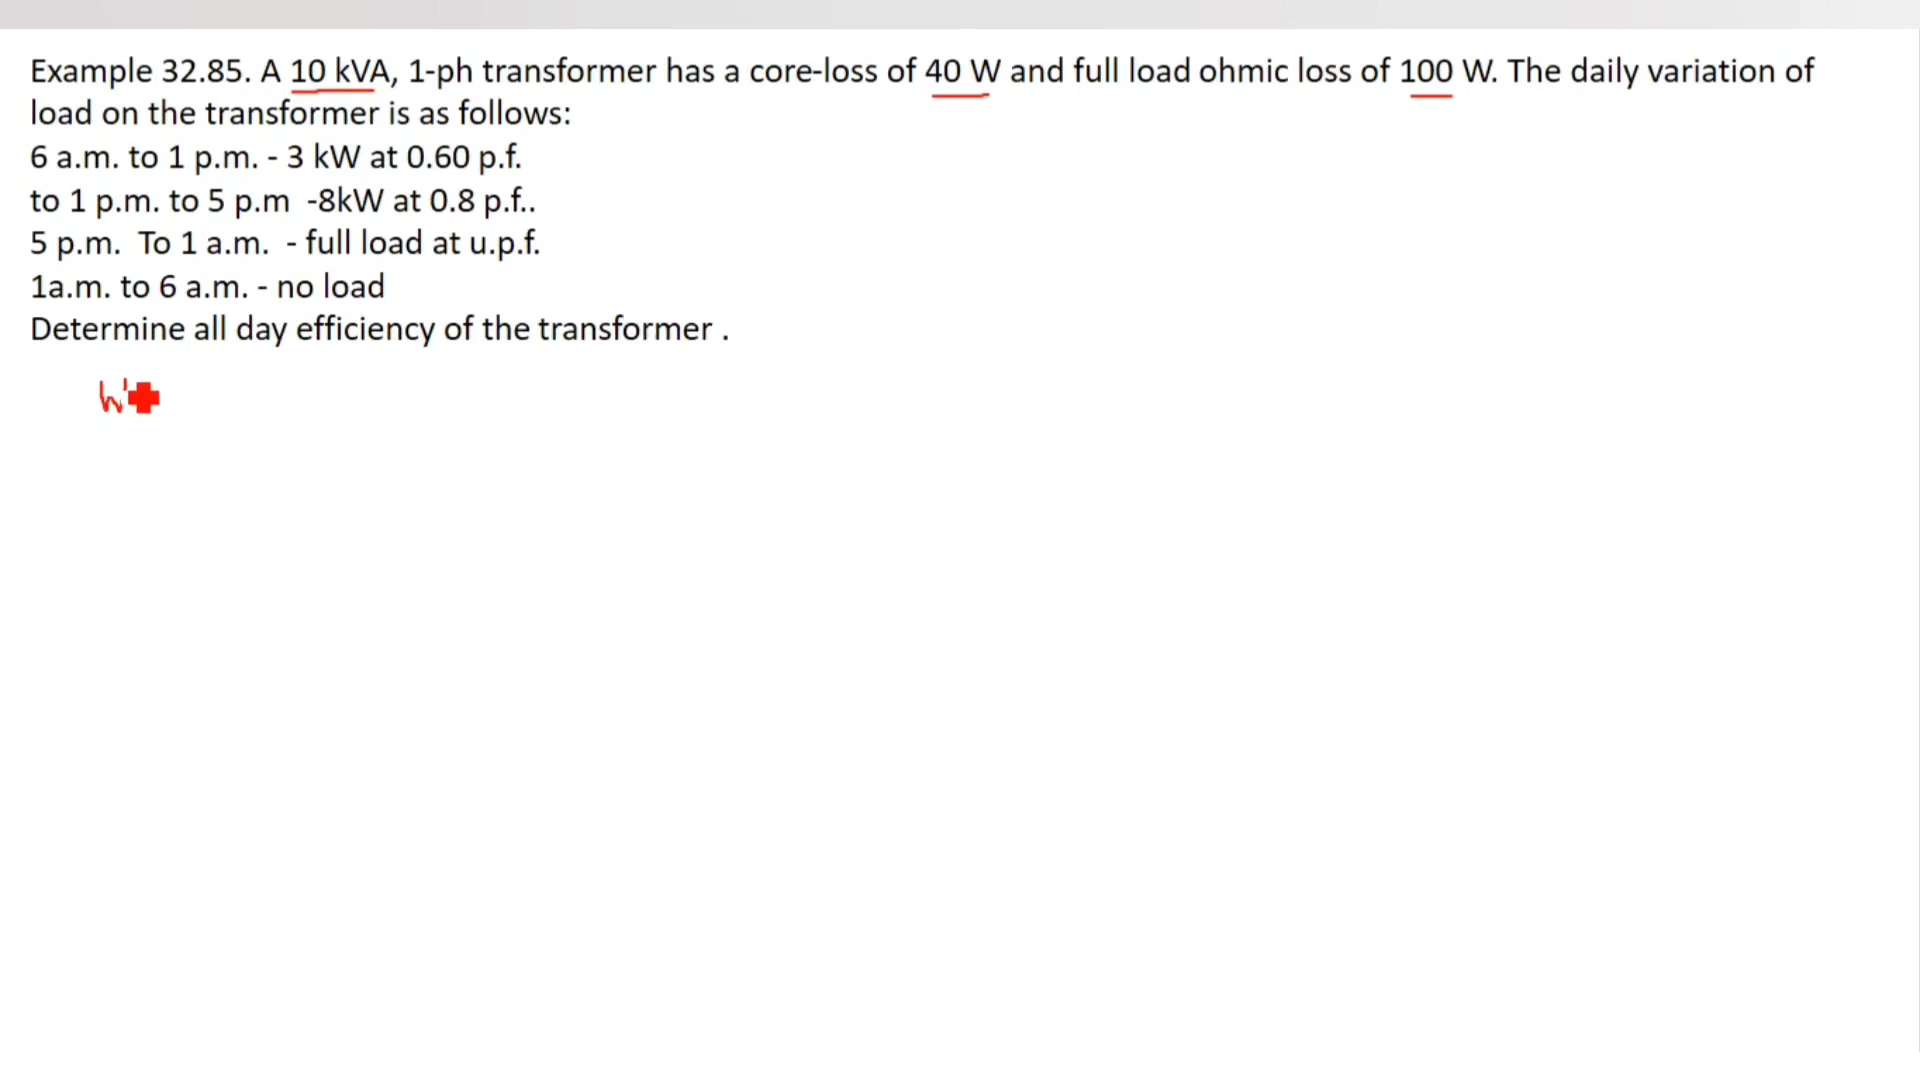 Example 32.85. A 10 kVA, 1-ph transformer has a core-loss of 40 W and full load ohmic loss of 100 W. The daily variation of
load on the transformer is as follows:
6 a.m. to 1 p.m. - 3 kW at 0.60 p.f.
to 1 p.m. to 5 p.m -8kW at 0.8 p.f..
5 p.m. To 1 a.m. - full load at u.p.f.
1a.m. to 6 a.m. - no load
Determine all day efficiency of the transformer .